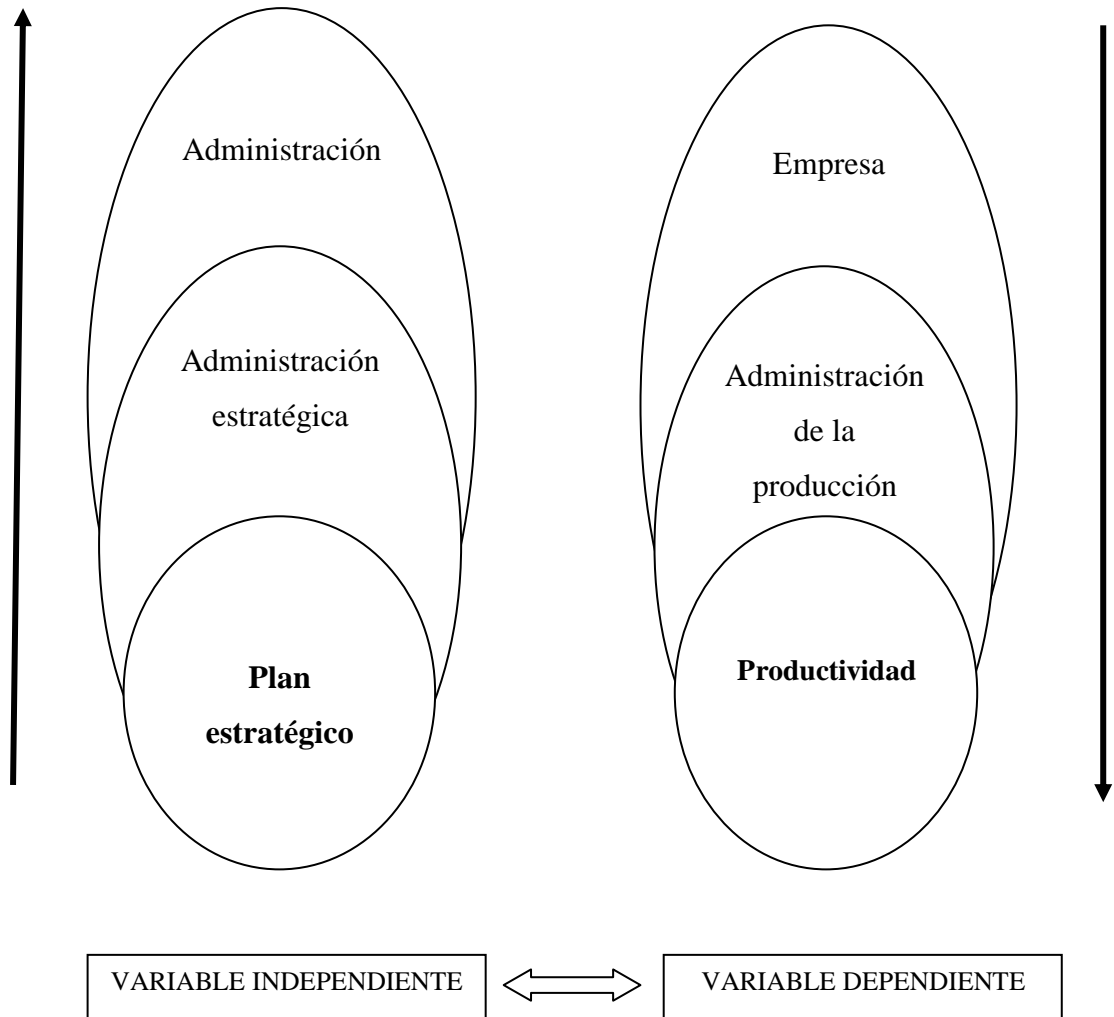 Administración
Administración
estratégica
Plan
estratégico
Empresa
Administración
de la
producción
Productividad
VARIABLE INDEPENDIENTE
VARIABLE DEPENDIENTE